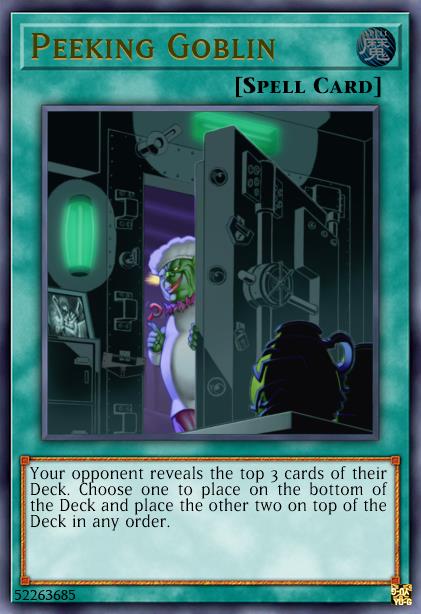 PEEKING GOBLIN
魔
[SPELL CARD]
Your opponent reveals the top 3 cards of their
Deck. Choose one to place on the bottom of
the Deck and place the other two on top of the
Deck in any order.
52263685